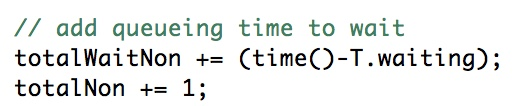 // add queueing time to wait
totalWaitNon += (time()-T.waiting);
totalNon += 1;